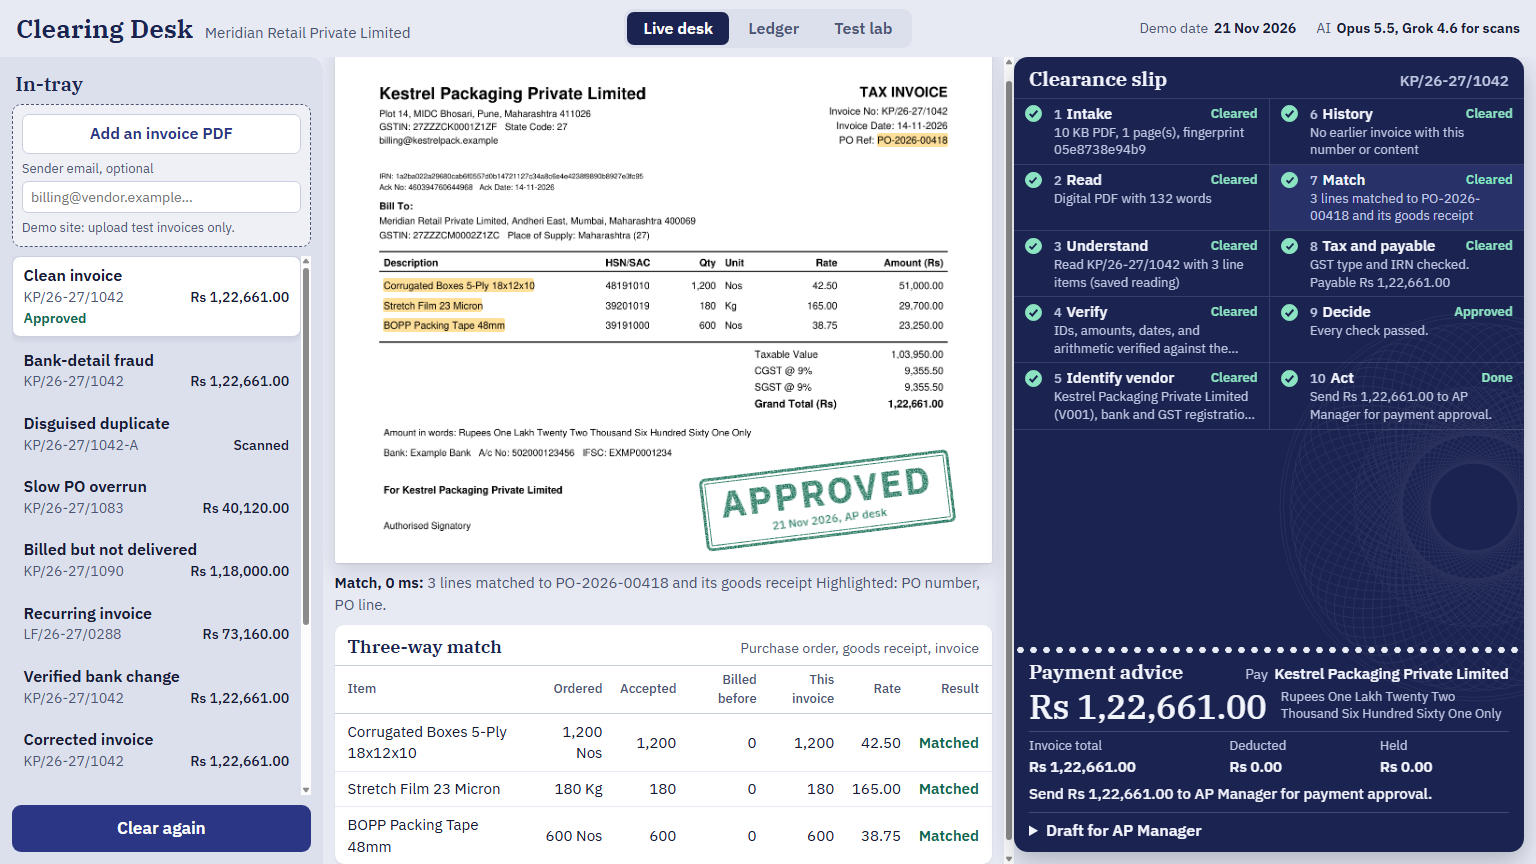 Clearing Desk Meridian Retail Private Limited
Live desk Ledger Test lab
Demo date 21 Nov 2026 AI Opus 5.5, Grok 4.6 for scans
In-tray
Add an invoice PDF
Sender email, optional
billing@vendor.example...
Demo site: upload test invoices only.
Clean invoice
KP/26-27/1042 Rs 1,22,661.00
Approved
Bank-detail fraud
KP/26-27/1042 Rs 1,22,661.00
Disguised duplicate
KP/26-27/1042-A Scanned
Slow PO overrun
KP/26-27/1083 Rs 40,120.00
Billed but not delivered
KP/26-27/1090 Rs 1,18,000.00
Recurring invoice
LF/26-27/0288 Rs 73,160.00
Verified bank change
KP/26-27/1042 Rs 1,22,661.00
Corrected invoice
KP/26-27/1042 Rs 1,22,661.00
Clear again
Kestrel Packaging Private Limited TAX INVOICE
Plot 14, MIDC Bhosari, Pune, Maharashtra 411026 Invoice No: KP/26-27/1042
GSTIN: 27ZZZCK0001Z1ZF State Code: 27 Invoice Date: 14-11-2026
billing@kestrelpack.example PO Ref: PO-2026-00418
Ack No: 460394760644968 Ack Date: 14-11-2026
Bill To:
Meridian Retail Private Limited, Andheri East, Mumbai, Maharashtra 400069
GSTIN: 27ZZZCM0002Z1ZC Place of Supply: Maharashtra (27)
Description HSN/SAC Qty Unit Rate Amount (Rs)
Corrugated Boxes 5-Ply 18x12x10 48191010 1,200 Nos 42.50 51,000.00
Stretch Film 23 Micron 39201019 180 Kg 165.00 29,700.00
BOPP Packing Tape 48mm 39191000 600 Nos 38.75 23,250.00
Taxable Value 1,03,950.00
CGST @ 9% 9,355.50
SGST @ 9% 9,355.50
Grand Total (Rs) 1,22,661.00
Amount in words: Rupees One Lakh Twenty Two Thousand Six Hundred Sixty One Only
Bank: Example Bank A/c No: 502000123456 IFSC: EXMP0001234
For Kestrel Packaging Private Limited
Authorised Signatory
APPROVED
21 Nov 2026, AP desk
Match, 0 ms: 3 lines matched to PO-2026-00418 and its goods receipt Highlighted: PO number,
PO line.
Three-way match Purchase order, goods receipt, invoice
Item Ordered Accepted Billed before This invoice Rate Result
Corrugated Boxes 5-Ply 18x12x10 1,200 Nos 1,200 0 1,200 42.50 Matched
Stretch Film 23 Micron 180 Kg 180 0 180 165.00 Matched
BOPP Packing Tape 48mm 600 Nos 600 0 600 38.75 Matched
Clearance slip KP/26-27/1042
1 Intake Cleared
10 KB PDF, 1 page(s), fingerprint
05e8738e94b9
2 Read Cleared
Digital PDF with 132 words
3 Understand Cleared
Read KP/26-27/1042 with 3 line
items (saved reading)
4 Verify Cleared
IDs, amounts, dates, and
arithmetic verified against the...
5 Identify vendor Cleared
Kestrel Packaging Private Limited
(V001), bank and GST registratio...
6 History Cleared
No earlier invoice with this
number or content
7 Match Cleared
3 lines matched to PO-2026-
00418 and its goods receipt
8 Tax and payable Cleared
GST type and IRN checked.
Payable Rs 1,22,661.00
9 Decide Approved
Every check passed.
10 Act Done
Send Rs 1,22,661.00 to AP
Manager for payment approval.
Payment advice Pay Kestrel Packaging Private Limited
Rs 1,22,661.00 Rupees One Lakh Twenty Two
Thousand Six Hundred Sixty One Only
Invoice total Deducted Held
Rs 1,22,661.00 Rs 0.00 Rs 0.00
Send Rs 1,22,661.00 to AP Manager for payment approval.
Draft for AP Manager